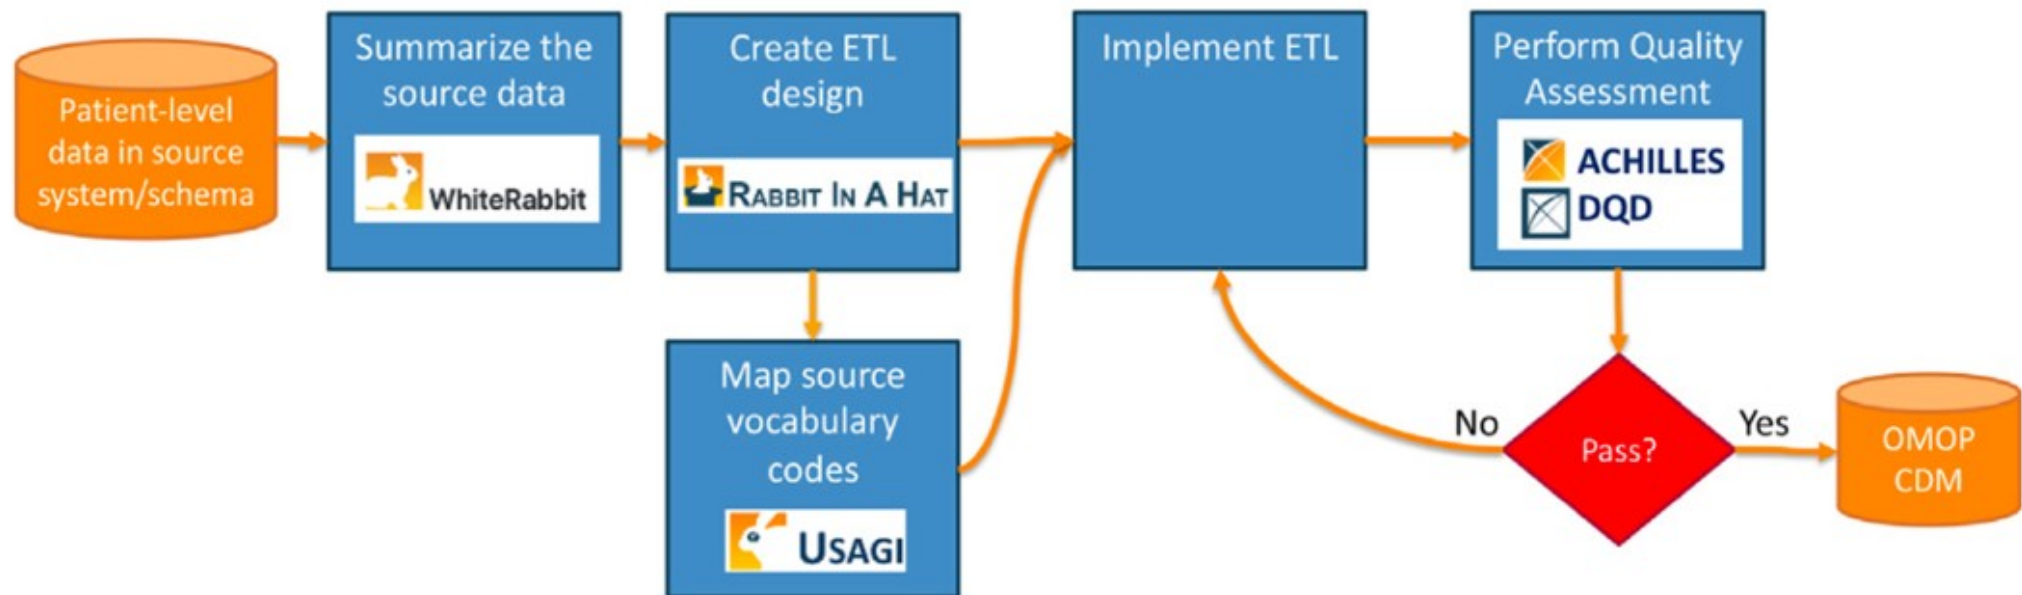 Patient-level
data in source
system/schema
Summarize the
source data
WhiteRabbit
Create ETL
design
RABBIT IN A HAT
Map source
vocabulary
codes
USAGI
Implement ETL
Perform Quality
Assessment
ACHILLES
DQD
Pass?
No
Yes
OMOP
CDM